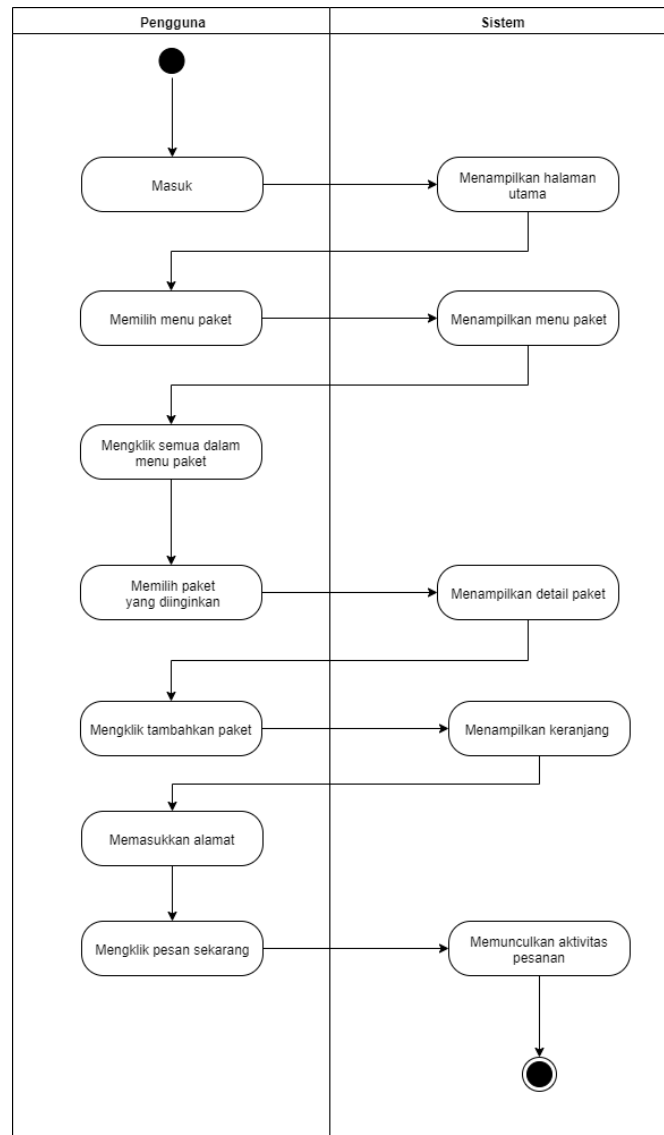 Pengguna
Sistem
Masuk
Menampilkan halaman
utama
Memilih menu paket
Menampilkan menu paket
Mengklik semua dalam
menu paket
Memilih paket
yang diinginkan
Menampilkan detail paket
Mengklik tambahkan paket
Menampilkan keranjang
Memasukkan alamat
Mengklik pesan sekarang
Memunculkan aktivitas
pesanan